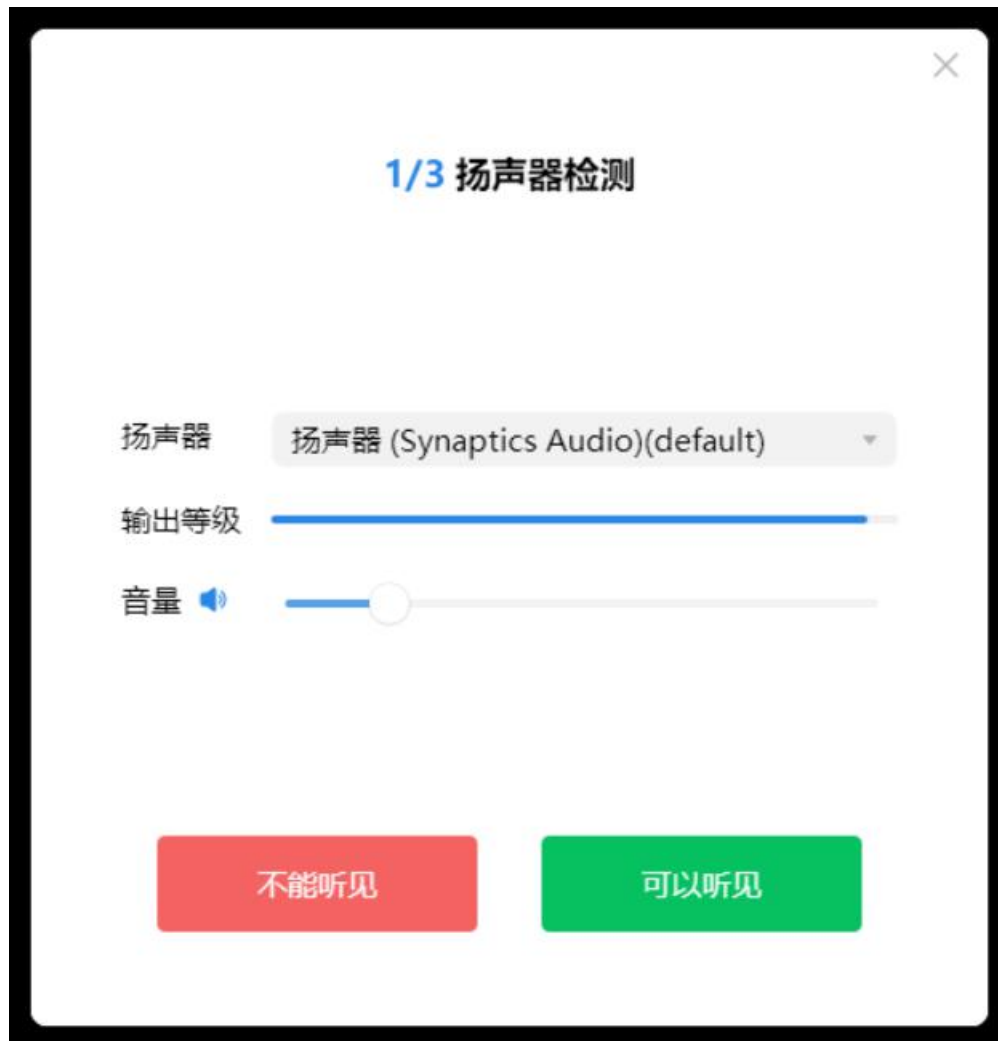 1/3 扬声器检测
扬声器 扬声器 (Synaptics Audio)(default)
输出等级
音量
不能听见 可以听见